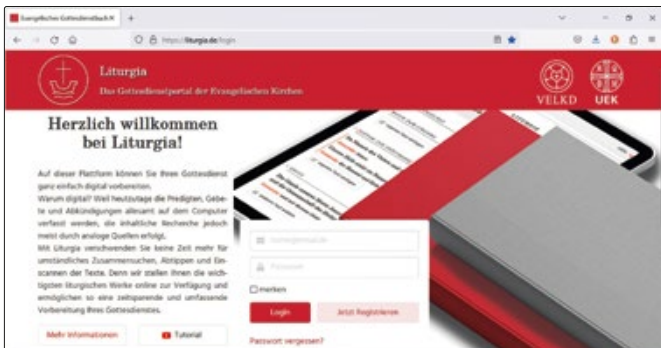 Evangelischer Gottesdienstbuch
https://liturgia.de/login
Liturgia
Das Gottesdienstportal der Evangelischen Kirchen
VELKD UEK
Herzlich willkommen
bei Liturgia!
Auf dieser Plattform können Sie Ihren Gottesdienst
ganz einfach digital vorbereiten.
Warum digital? Weil heutzutage die Predigten, Gebe-
te und Abkündigungen allesamt auf dem Computer
verfasst werden, die inhaltliche Recherche jedoch
meist durch analoge Quellen erfolgt.
Mit Liturgia verschwenden Sie keine Zeit mehr für
umständliches Zusammensuchen, Abtippen und Ein-
scannen der Texte. Denn wir stellen Ihnen die wich-
tigsten liturgischen Werke online zur Verfügung und
ermöglichen so eine zeitsparende und umfassende
Vorbereitung Ihres Gottesdienstes.
Mehr Informationen
Tutorial
Passwort
merken
Login
Jetzt Registrieren
Passwort vergessen?